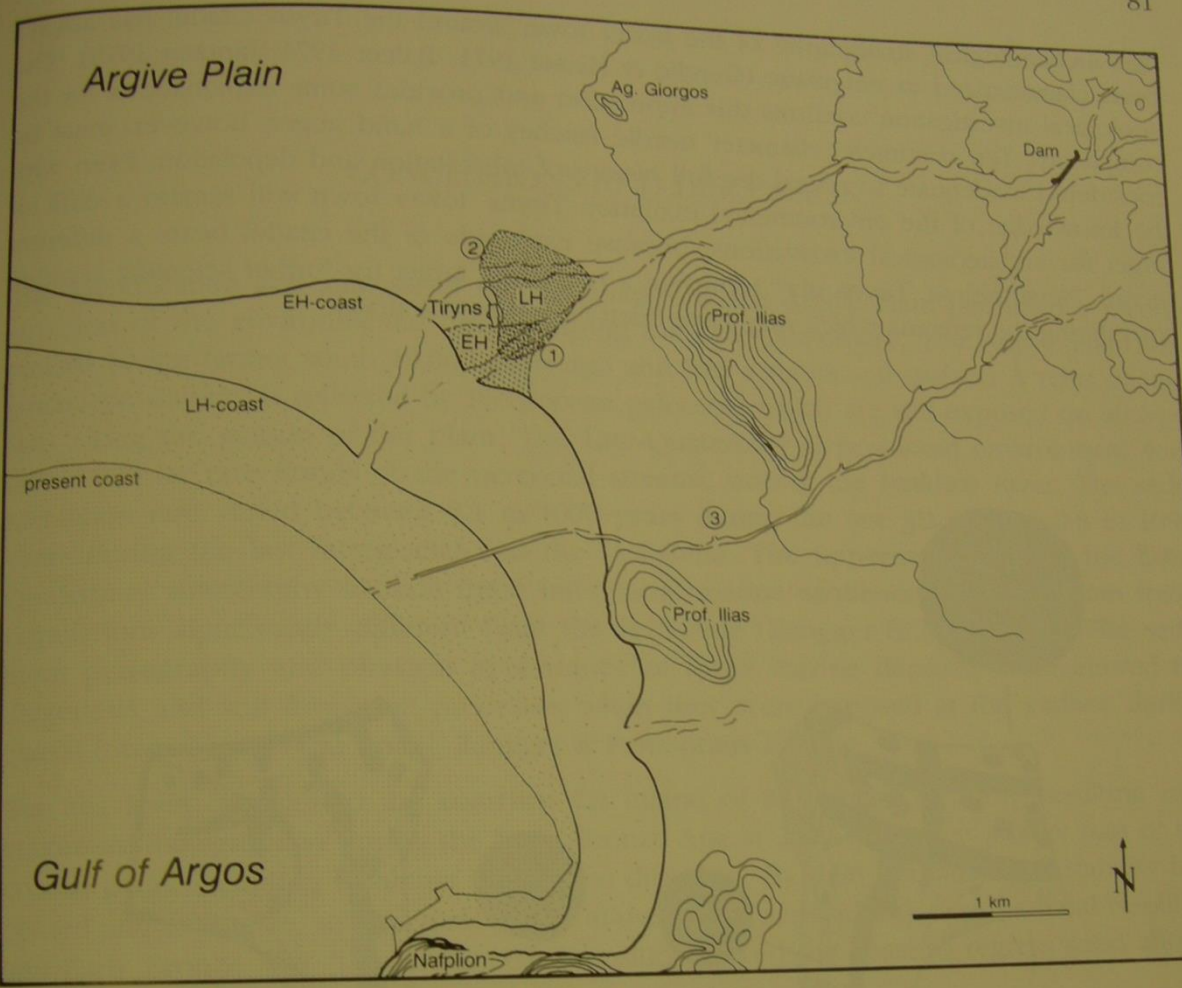 81
Argive Plain
Ag. Giorgos
Dam
2
EH-coast
Tiryns
LH
Prof. Ilias
EH
1
LH-coast
present coast
3
Prof. Ilias
Gulf of Argos
1 km
N
Nafplion